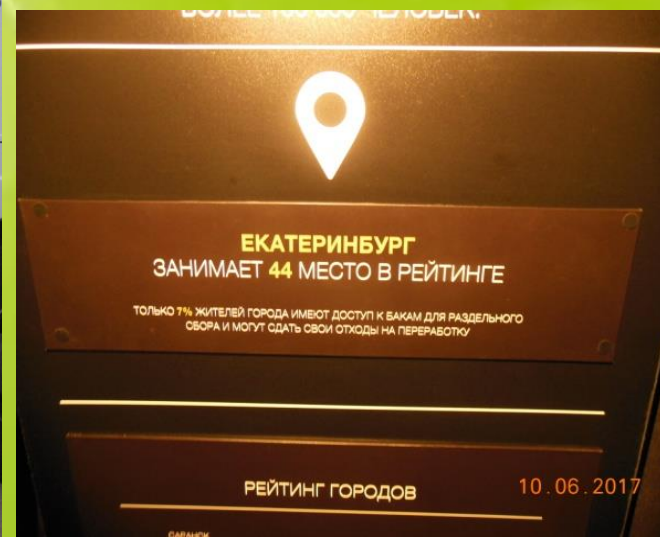 ЕКАТЕРИНБУРГ
ЗАНИМАЕТ 44 МЕСТО В РЕЙТИНГЕ
ТОЛЬКО 7% ЖИТЕЛЕЙ ГОРОДА ИМЕЮТ ДОСТУП К БАКАМ ДЛЯ РАЗДЕЛЬНОГО
СБОРА И МОГУТ СДАТЬ СВОИ ОТХОДЫ НА ПЕРЕРАБОТКУ
РЕЙТИНГ ГОРОДОВ
10.06.2017
САРАНСК